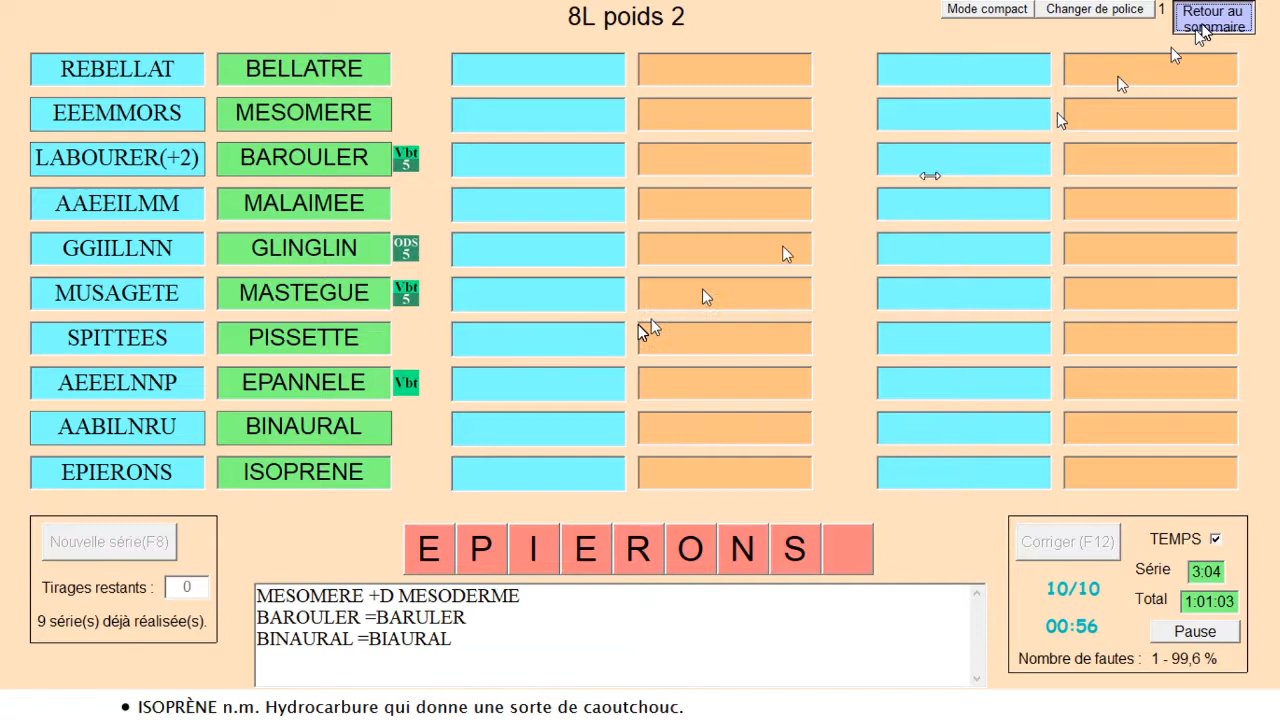 8L poids 2
Mode compact
Changer de police
1
Retour au
sommaire
REBELLAT BELLATRE
EEEMMORS MESOMERE
LABOURER(+2) BAROULER Vbt 5
AAEEILMM MALAIMEE
GGIILLNN GLINGLIN ODS 5
MUSAGETE MASTEGUE Vbt 5
SPITTEES PISSETTE
AEEELNNP EPANNELE Vbt
AABILNRU BINAURAL
EPIERONS ISOPRENE
Nouvelle série(F8)
Tirages restants : 0
9 série(s) déjà réalisée(s).
E P I E R O N S
MESOMERE +D MESODERME
BAROULER =BARULER
BINAURAL =BIAURAL
Corriger (F12)
TEMPS
Série 3:04
10/10
Total 1:01:03
00:56
Pause
Nombre de fautes : 1 - 99,6 %
• ISOPRÈNE n.m. Hydrocarbure qui donne une sorte de caoutchouc.